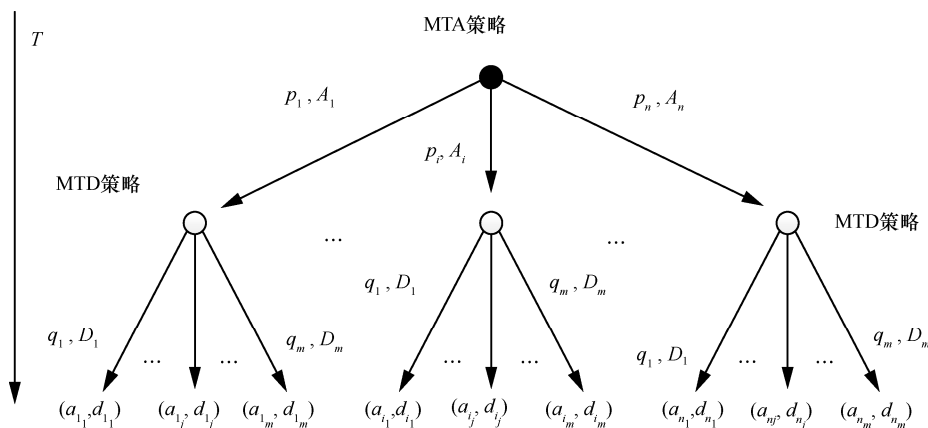 T
MTA策略
p₁ , A₁
pᵢ, Aᵢ
pₙ , Aₙ
MTD策略
MTD策略
...
...
q₁ , D₁
qₘ , Dₘ
q₁ , D₁
qₘ , Dₘ
q₁ , D₁
qₘ , Dₘ
... ... ... ... ... ...
(a₁₁,d₁₁) (a₁ⱼ, d₁ⱼ) (a₁ₘ, d₁ₘ) (aᵢ₁,dᵢ₁) (aᵢⱼ, dᵢⱼ) (aᵢₘ, dᵢₘ) (aₙ₁,dₙ₁) (aₙⱼ, dₙⱼ) (aₙₘ, dₙₘ)